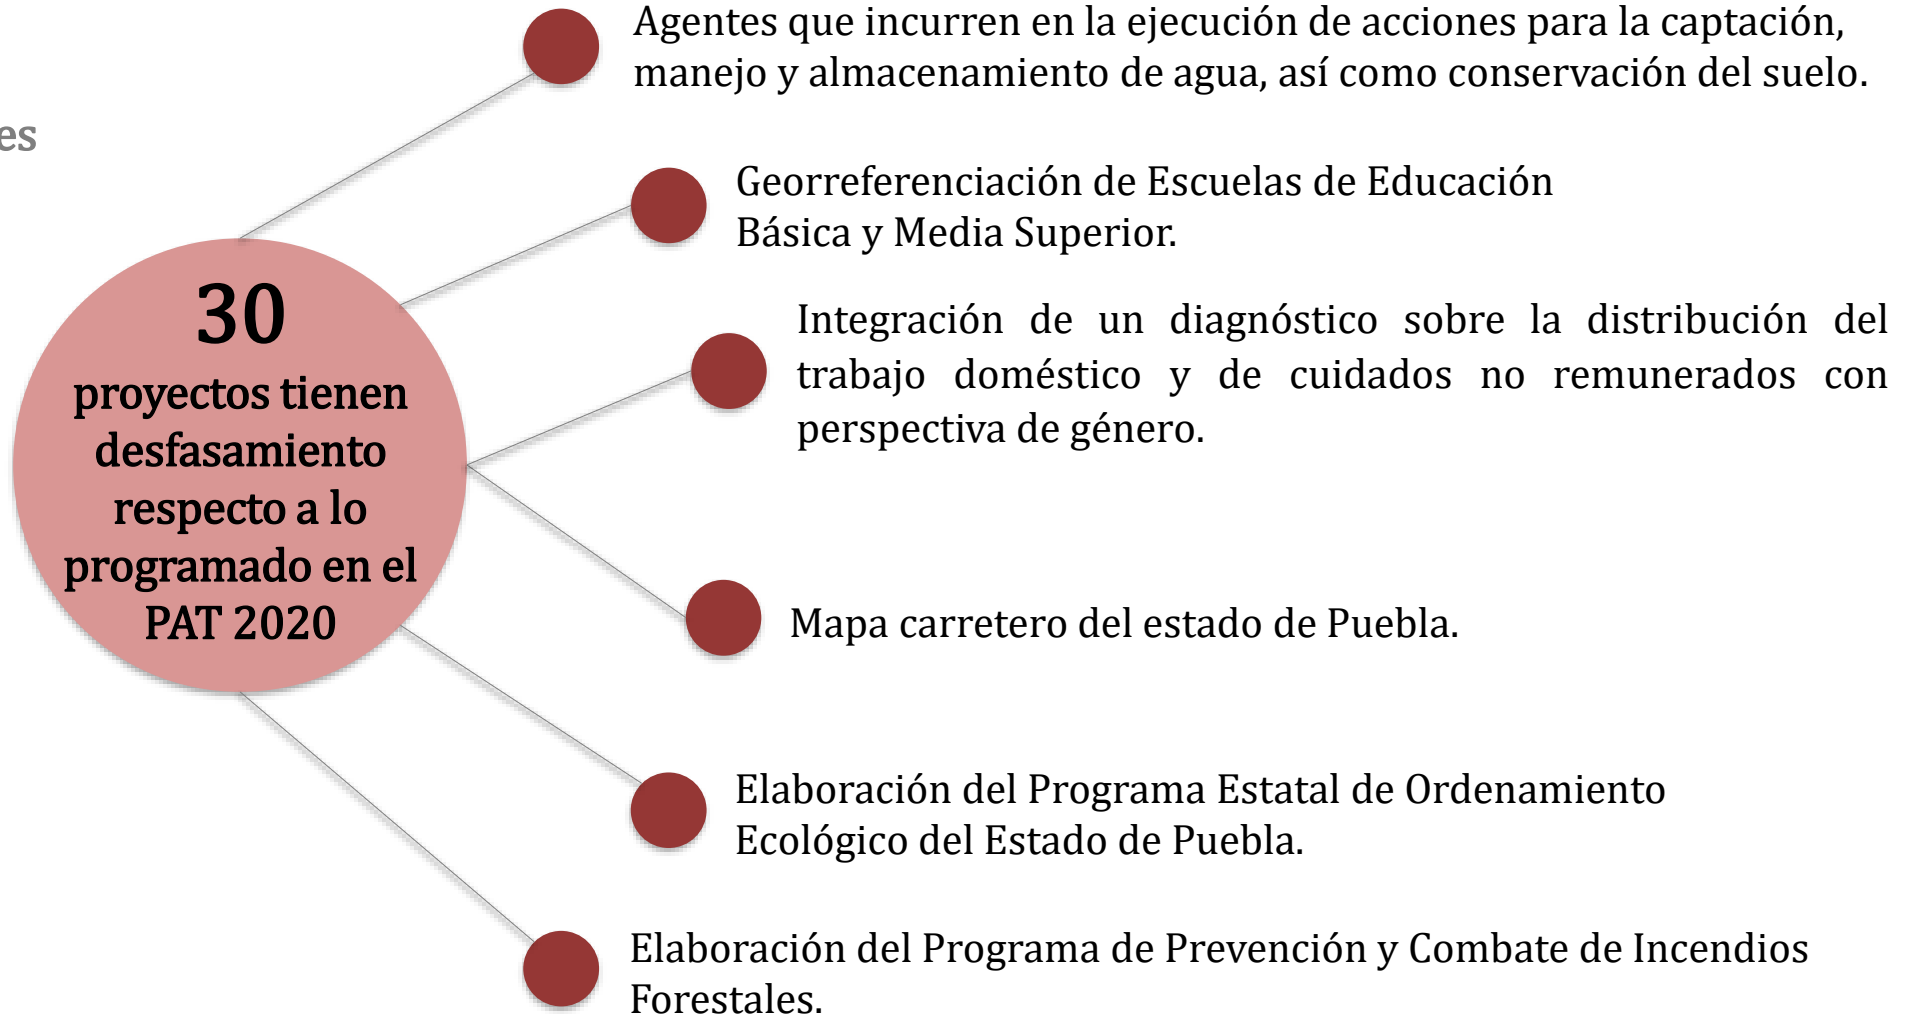 Agentes que incurren en la ejecución de acciones para la captación,
manejo y almacenamiento de agua, así como conservación del suelo.
es
Georreferenciación de Escuelas de Educación
Básica y Media Superior.
30
proyectos tienen
desfasamiento
respecto a lo
programado en el
PAT 2020
Integración de un diagnóstico sobre la distribución del
trabajo doméstico y de cuidados no remunerados con
perspectiva de género.
Mapa carretero del estado de Puebla.
Elaboración del Programa Estatal de Ordenamiento
Ecológico del Estado de Puebla.
Elaboración del Programa de Prevención y Combate de Incendios
Forestales.